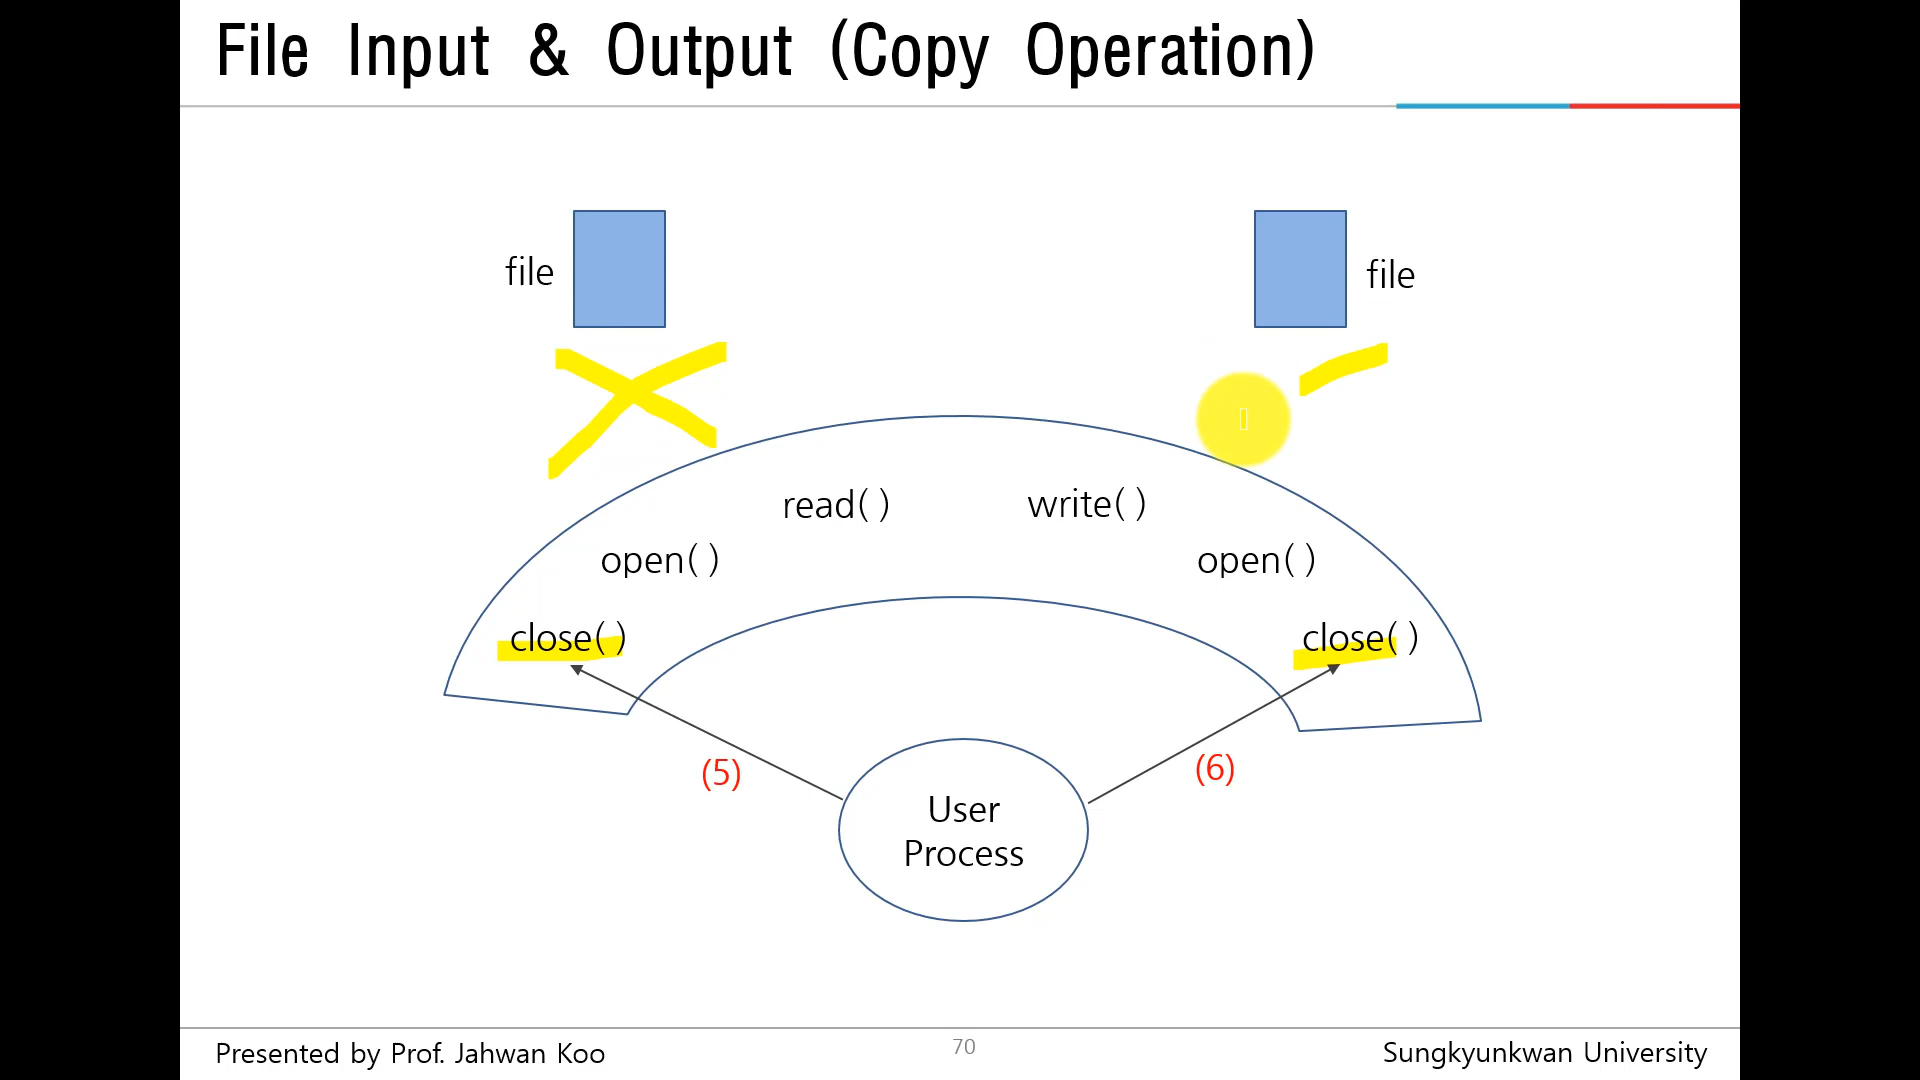 File Input & Output (Copy Operation)
file
file
read( )
write( )
open( )
open( )
close( )
close( )
(5)
(6)
User
Process
Presented by Prof. Jahwan Koo
70
Sungkyunkwan University